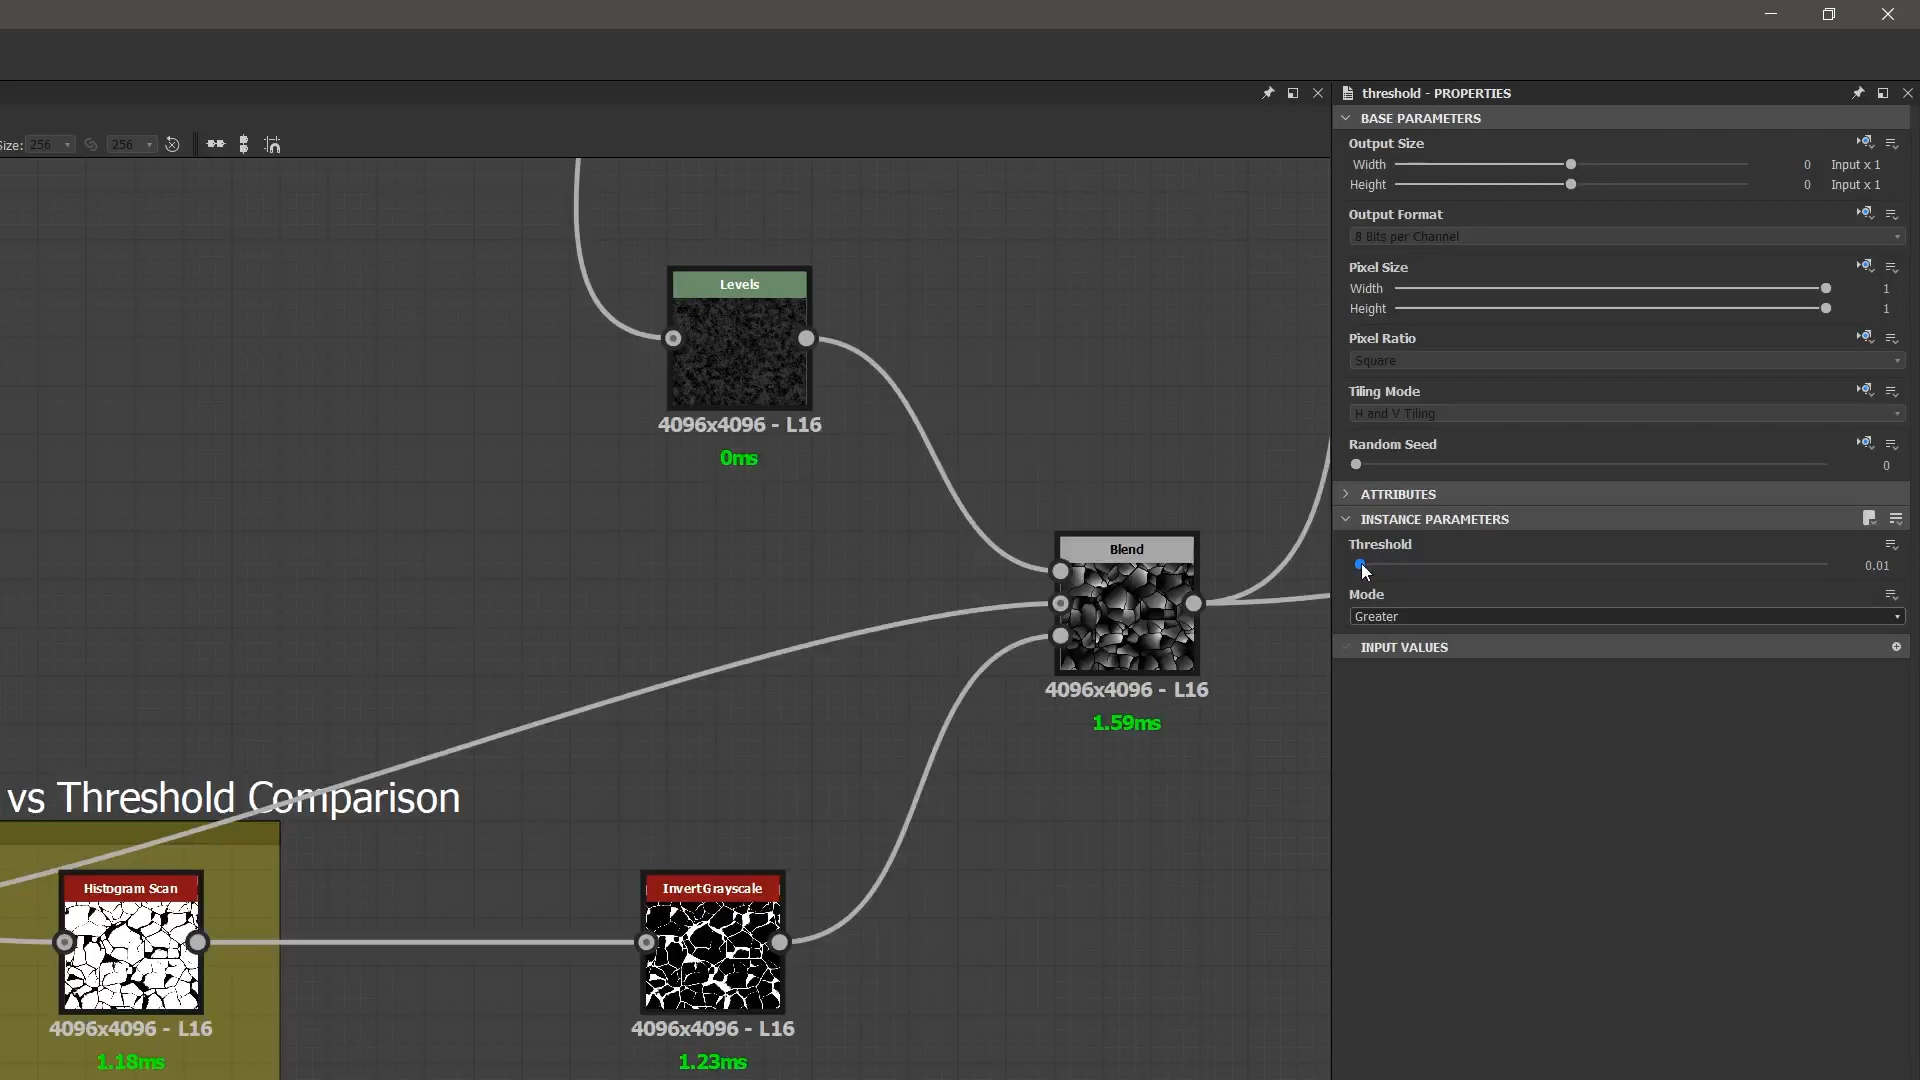 threshold - PROPERTIES
BASE PARAMETERS
Size: 256 256
Output Size
Width 0 Input x 1
Height 0 Input x 1
Output Format
8 Bits per Channel
Pixel Size
Width 1
Height 1
Pixel Ratio
Square
Tiling Mode
H and V Tiling
Random Seed
0
ATTRIBUTES
INSTANCE PARAMETERS
Threshold
0.01
Mode
Greater
INPUT VALUES
Levels
4096x4096 - L16
0ms
Blend
4096x4096 - L16
1.59ms
vs Threshold Comparison
Histogram Scan
4096x4096 - L16
1.18ms
InvertGrayscale
4096x4096 - L16
1.23ms